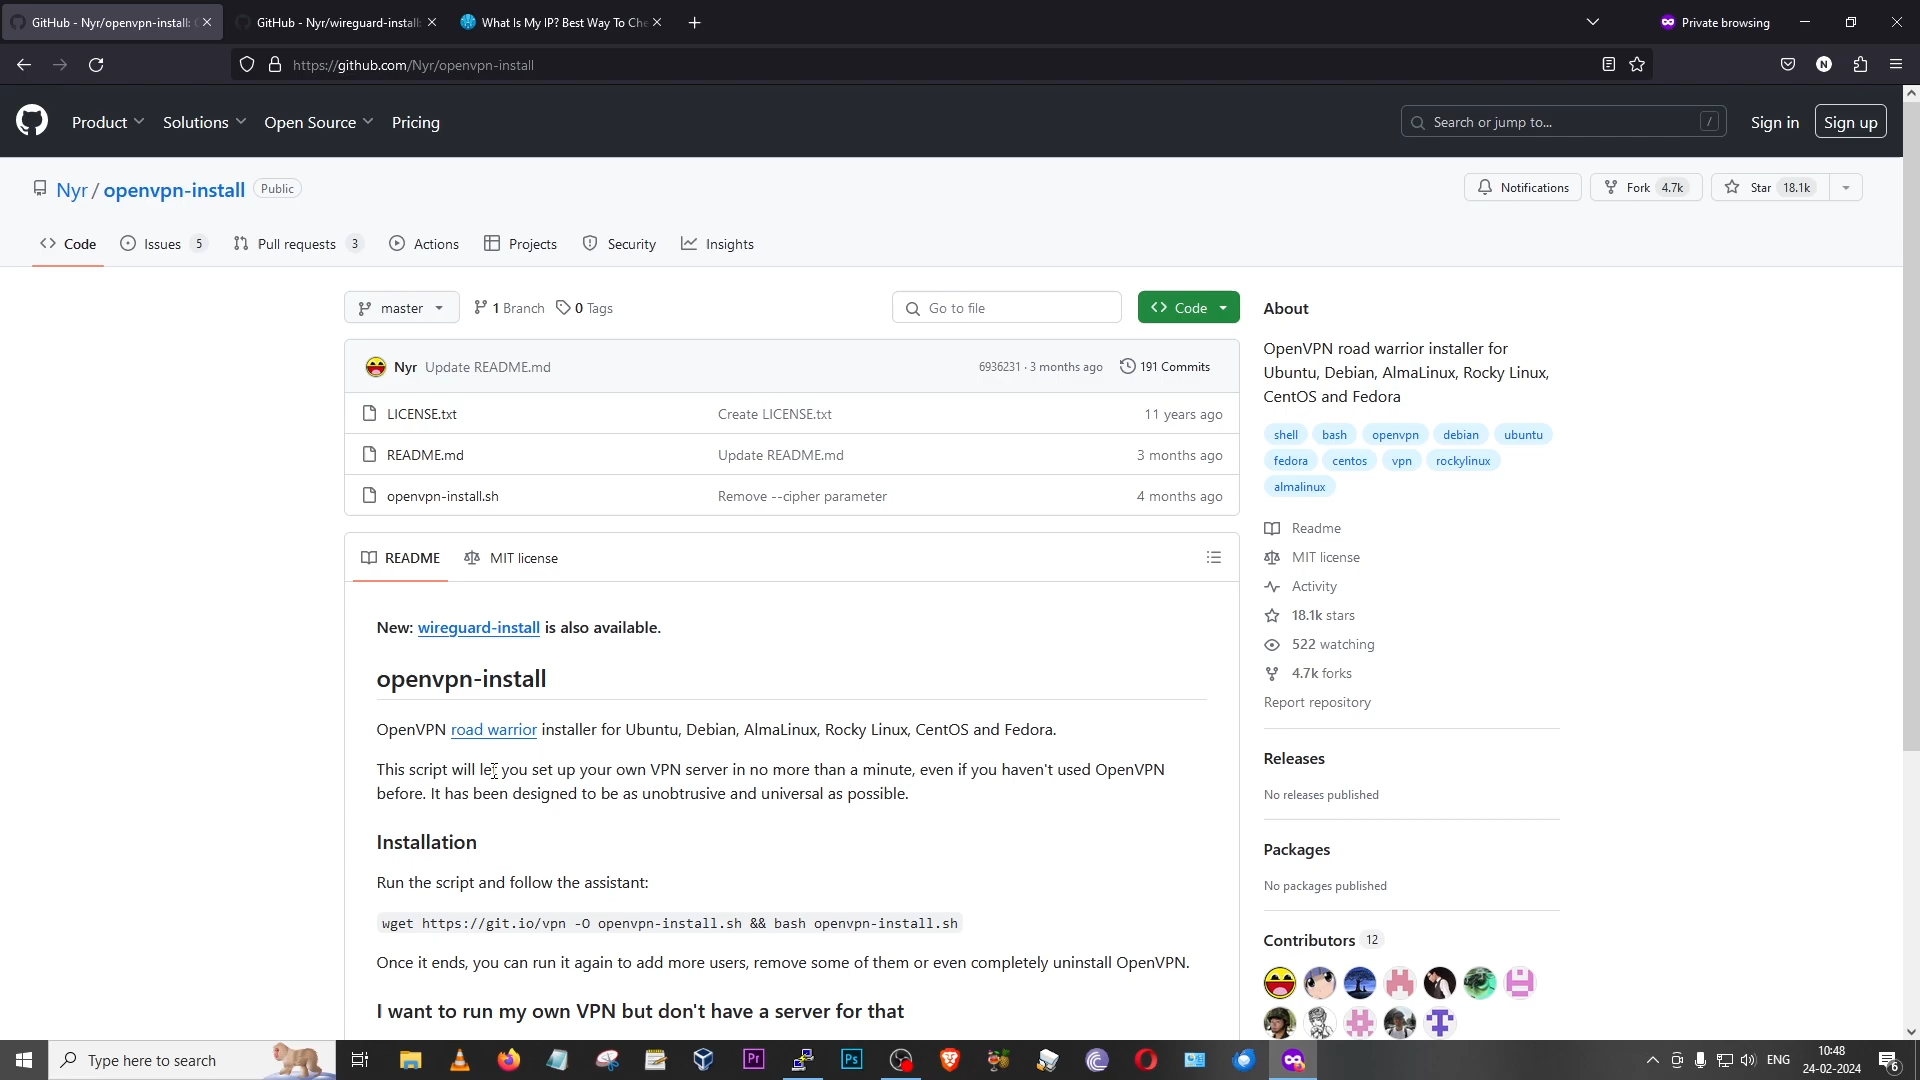 GitHub - Nyr/openvpn-install:
GitHub - Nyr/wireguard-install:
What Is My IP? Best Way To Che
Private browsing
https://github.com/Nyr/openvpn-install
N
Product
Solutions
Open Source
Pricing
Search or jump to...
/
Sign in
Sign up
Nyr / openvpn-install
Public
Notifications
Fork 4.7k
Star 18.1k
Code
Issues 5
Pull requests 3
Actions
Projects
Security
Insights
master
1 Branch
0 Tags
Go to file
Code
Nyr Update README.md
6936231 · 3 months ago
191 Commits
LICENSE.txt Create LICENSE.txt 11 years ago
README.md Update README.md 3 months ago
openvpn-install.sh Remove --cipher parameter 4 months ago
README
MIT license
New: wireguard-install is also available.
openvpn-install
OpenVPN road warrior installer for Ubuntu, Debian, AlmaLinux, Rocky Linux, CentOS and Fedora.
This script will let you set up your own VPN server in no more than a minute, even if you haven't used OpenVPN
before. It has been designed to be as unobtrusive and universal as possible.
Installation
Run the script and follow the assistant:
wget https://git.io/vpn -O openvpn-install.sh && bash openvpn-install.sh
Once it ends, you can run it again to add more users, remove some of them or even completely uninstall OpenVPN.
I want to run my own VPN but don't have a server for that
About
OpenVPN road warrior installer for
Ubuntu, Debian, AlmaLinux, Rocky Linux,
CentOS and Fedora
shell bash openvpn debian ubuntu
fedora centos vpn rockylinux
almalinux
Readme
MIT license
Activity
18.1k stars
522 watching
4.7k forks
Report repository
Releases
No releases published
Packages
No packages published
Contributors 12
Type here to search
Pr
Ps
ENG
10:48
24-02-2024
6